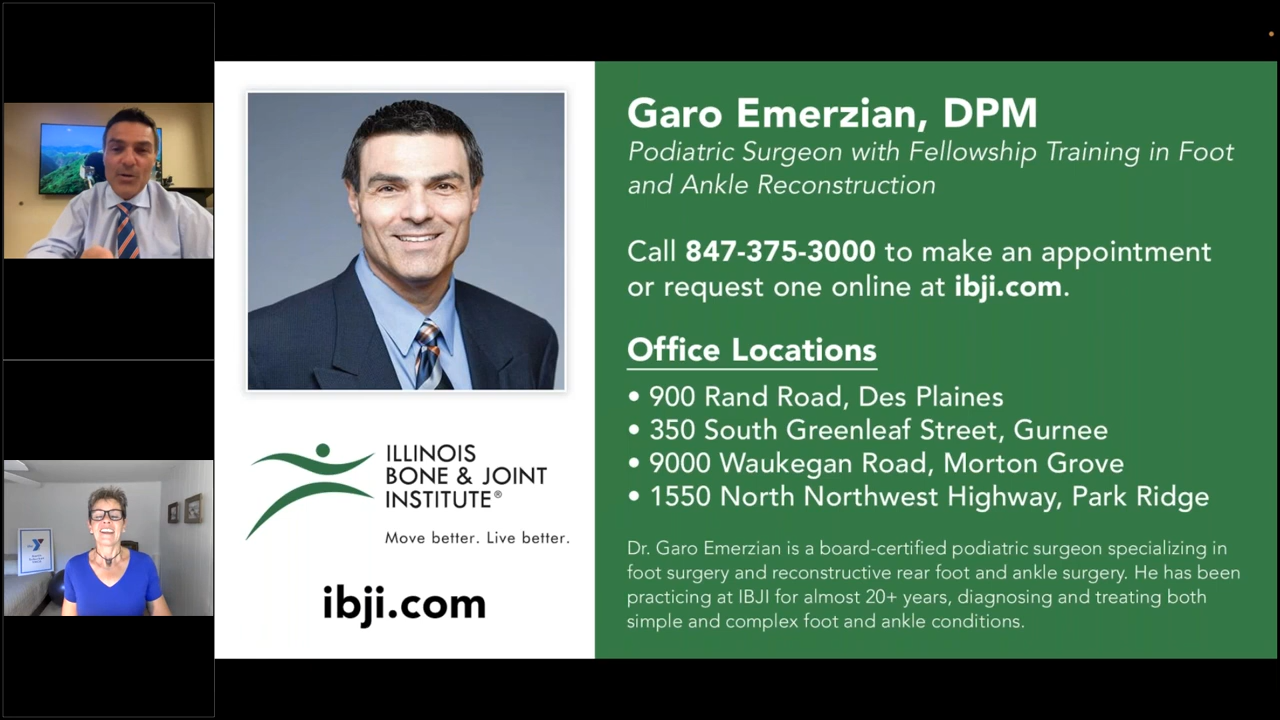 Garo Emerzian, DPM
Podiatric Surgeon with Fellowship Training in Foot
and Ankle Reconstruction
Call 847-375-3000 to make an appointment
or request one online at ibji.com.
Office Locations
• 900 Rand Road, Des Plaines
• 350 South Greenleaf Street, Gurnee
• 9000 Waukegan Road, Morton Grove
• 1550 North Northwest Highway, Park Ridge
Dr. Garo Emerzian is a board-certified podiatric surgeon specializing in
foot surgery and reconstructive rear foot and ankle surgery. He has been
practicing at IBJI for almost 20+ years, diagnosing and treating both
simple and complex foot and ankle conditions.
ILLINOIS
BONE & JOINT
INSTITUTE®
Move better. Live better.
ibji.com